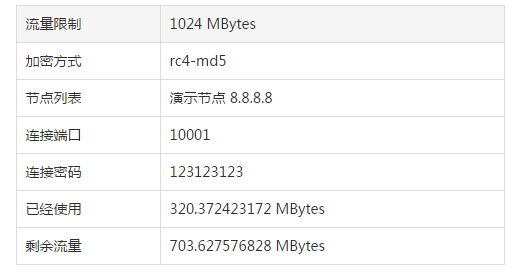 流量限制 1024 MBytes
加密方式 rc4-md5
节点列表 演示节点 8.8.8.8
连接端口 10001
连接密码 123123123
已经使用 320.372423172 MBytes
剩余流量 703.627576828 MBytes